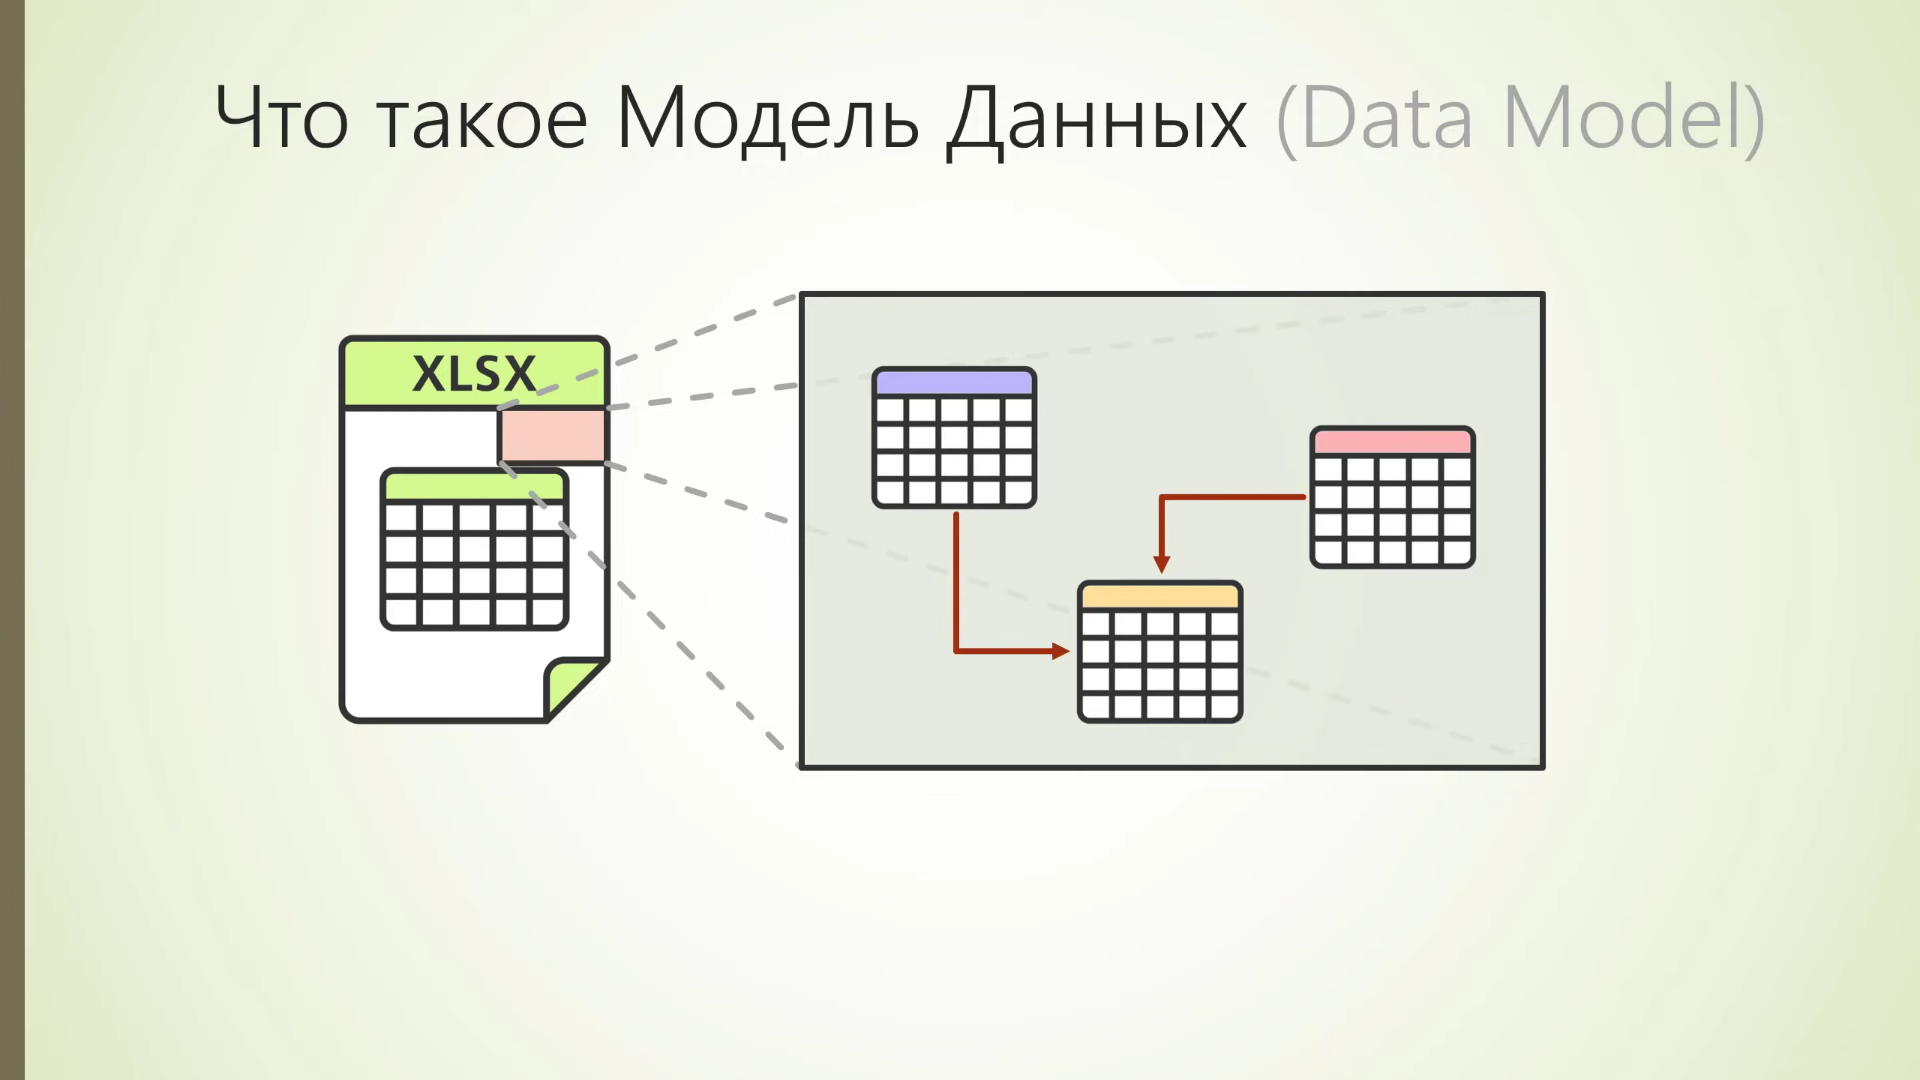 Что такое Модель Данных (Data Model)
XLSX